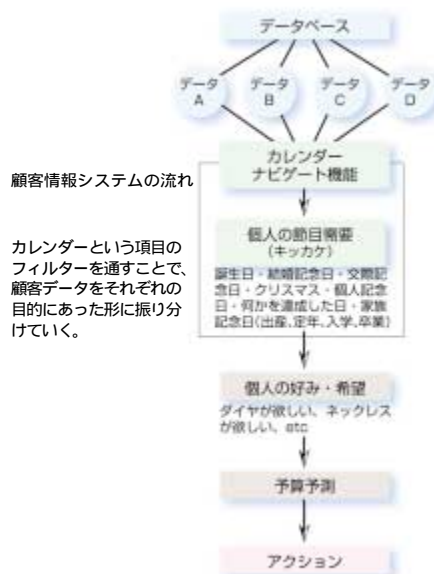 データベース
データ
A
データ
B
データ
C
データ
D
カレンダー
ナビゲート機能
顧客情報システムの流れ
カレンダーという項目の
フィルターを通すことで、
顧客データをそれぞれの
目的にあった形に振り分
けていく。
個人の節目需要
(キッカケ)
誕生日・結婚記念日・交際記
念日・クリスマス・個人記念
日・何かを達成した日・家族
記念日(出産、定年、入学、卒業)
個人の好み・希望
ダイヤが欲しい、ネックレス
が欲しい、etc
予算予測
アクション